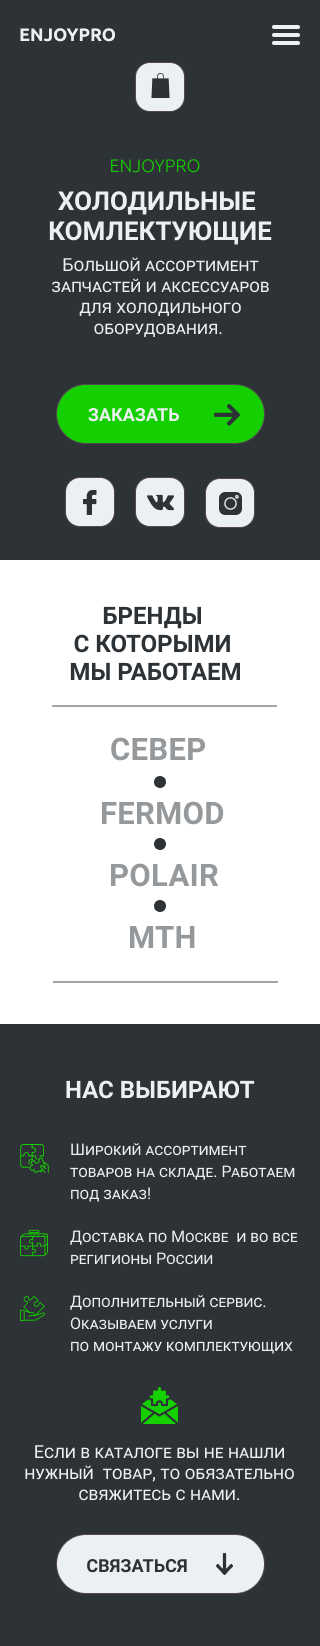 ENJOYPRO
ENJOYPRO
ХОЛОДИЛЬНЫЕ
КОМЛЕКТУЮЩИЕ
Большой ассортимент
запчастей и аксессуаров
для холодильного
оборудования.
ЗАКАЗАТЬ
БРЕНДЫ
С КОТОРЫМИ
МЫ РАБОТАЕМ
СЕВЕР
FERMOD
POLAIR
МТН
НАС ВЫБИРАЮТ
Широкий ассортимент
товаров на складе. Работаем
под заказ!
Доставка по Москве и во все
регигионы России
Дополнительный сервис.
Оказываем услуги
по монтажу комплектующих
Если в каталоге вы не нашли
нужный товар, то обязательно
свяжитесь с нами.
СВЯЗАТЬСЯ